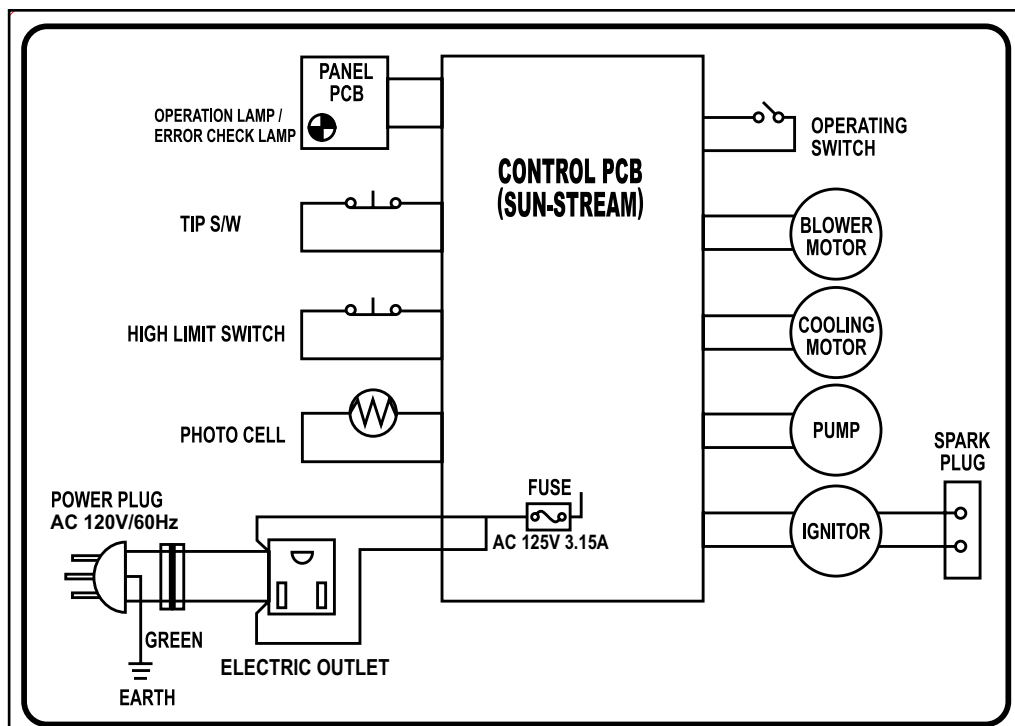 PANEL
PCB
OPERATION LAMP /
ERROR CHECK LAMP
TIP S/W
HIGH LIMIT SWITCH
PHOTO CELL
CONTROL PCB
(SUN-STREAM)
OPERATING
SWITCH
BLOWER
MOTOR
COOLING
MOTOR
PUMP
SPARK
PLUG
IGNITOR
FUSE
AC 125V 3.15A
POWER PLUG
AC 120V/60Hz
GREEN
EARTH
ELECTRIC OUTLET